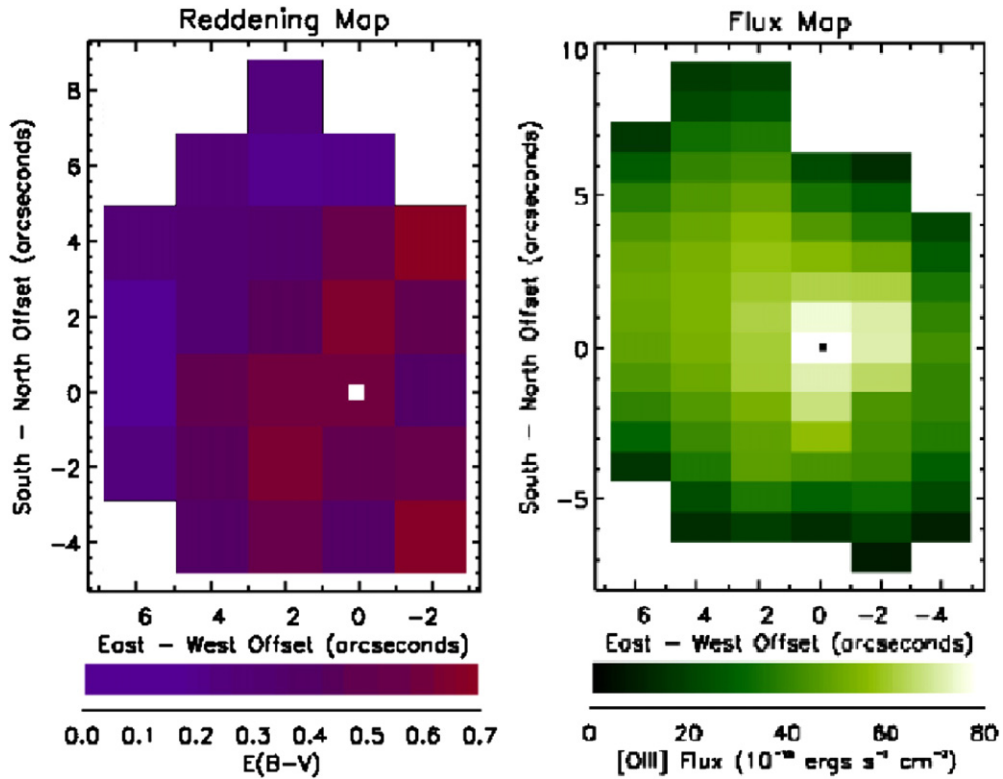 Reddening Map
8
6
4
2
0
−2
−4
South − North Offset (arcseconds)
6 4 2 0 −2
East − West Offset (arcseconds)
0.0 0.1 0.2 0.3 0.4 0.5 0.6 0.7
E(B−V)
Flux Map
10
5
0
−5
South − North Offset (arcseconds)
6 4 2 0 −2 −4
East − West Offset (arcseconds)
0 20 40 60 80
[OIII] Flux (10 ergs s cm )